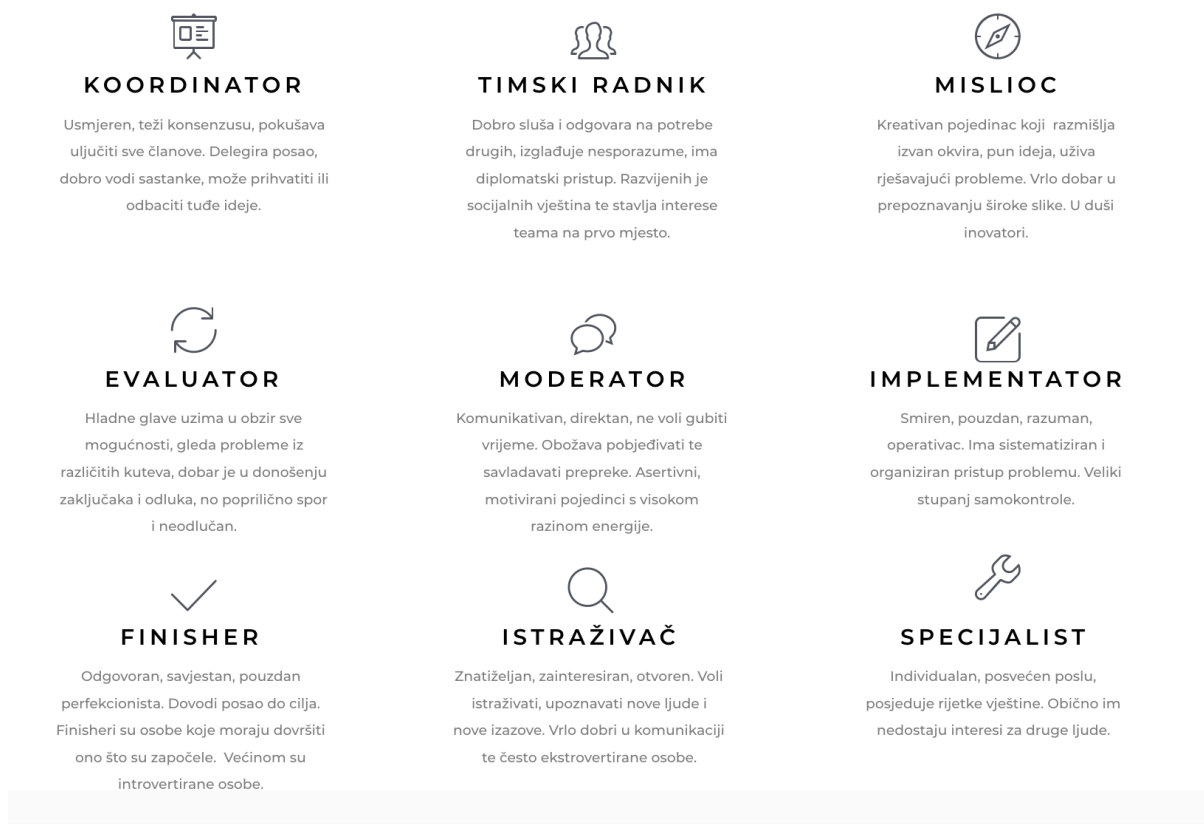 KOORDINATOR
Usmjeren, teži konsenzusu, pokušava
uljučiti sve članove. Delegira posao,
dobro vodi sastanke, može prihvatiti ili
odbaciti tuđe ideje.
TIMSKI RADNIK
Dobro sluša i odgovara na potrebe
drugih, izglađuje nesporazume, ima
diplomatski pristup. Razvijenih je
socijalnih vještina te stavlja interese
teama na prvo mjesto.
MISLIOC
Kreativan pojedinac koji  razmišlja
izvan okvira, pun ideja, uživa
rješavajući probleme. Vrlo dobar u
prepoznavanju široke slike. U duši
inovatori.
EVALUATOR
Hladne glave uzima u obzir sve
mogućnosti, gleda probleme iz
različitih kuteva, dobar je u donošenju
zaključaka i odluka, no poprilično spor
i neodlučan.
MODERATOR
Komunikativan, direktan, ne voli gubiti
vrijeme. Obožava pobjeđivati te
savladavati prepreke. Asertivni,
motivirani pojedinci s visokom
razinom energije.
IMPLEMENTATOR
Smiren, pouzdan, razuman,
operativac. Ima sistematiziran i
organiziran pristup problemu. Veliki
stupanj samokontrole.
FINISHER
Odgovoran, savjestan, pouzdan
perfekcionista. Dovodi posao do cilja.
Finisheri su osobe koje moraju dovršiti
ono što su započele.  Većinom su
introvertirane osobe.
ISTRAŽIVAČ
Znatiželjan, zainteresiran, otvoren. Voli
istraživati, upoznavati nove ljude i
nove izazove. Vrlo dobri u komunikaciji
te često ekstrovertirane osobe.
SPECIJALIST
Individualan, posvećen poslu,
posjeduje rijetke vještine. Obično im
nedostaju interesi za druge ljude.